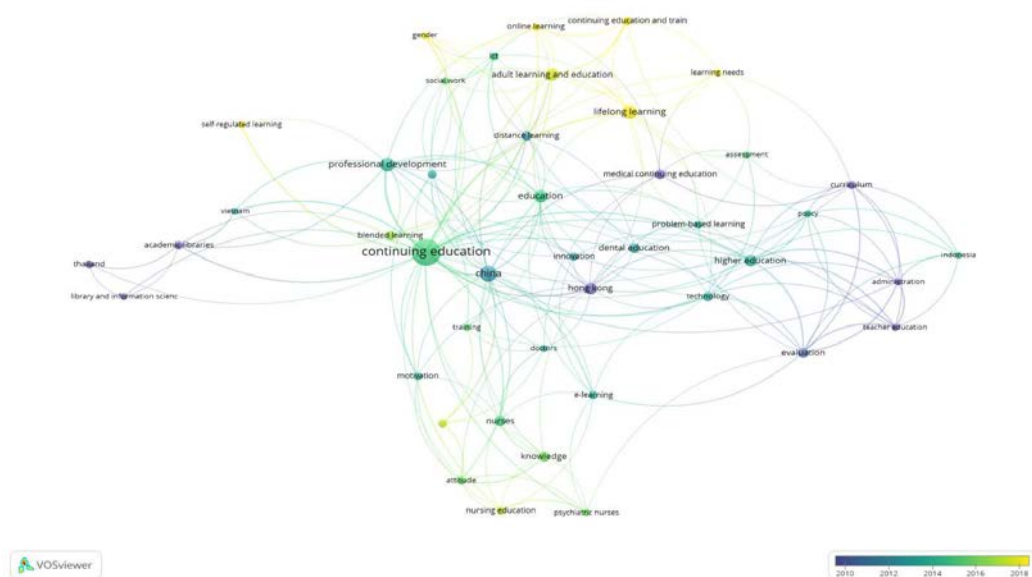 continuing education and train
online learning
gender
ict
adult learning and education
learning needs
social work
lifelong learning
self-regulated learning
distance learning
assessment
professional development
medical continuing education
curriculum
education
vietnam
policy
problem-based learning
blended learning
academic libraries
dental education
continuing education
innovation
higher education
indonesia
thailand
china
administration
hong kong
library and information scienc
technology
training
teacher education
doctors
evaluation
motivation
e-learning
nurses
knowledge
attitude
nursing education
psychiatric nurses
VOSviewer
2010 2012 2014 2016 2018